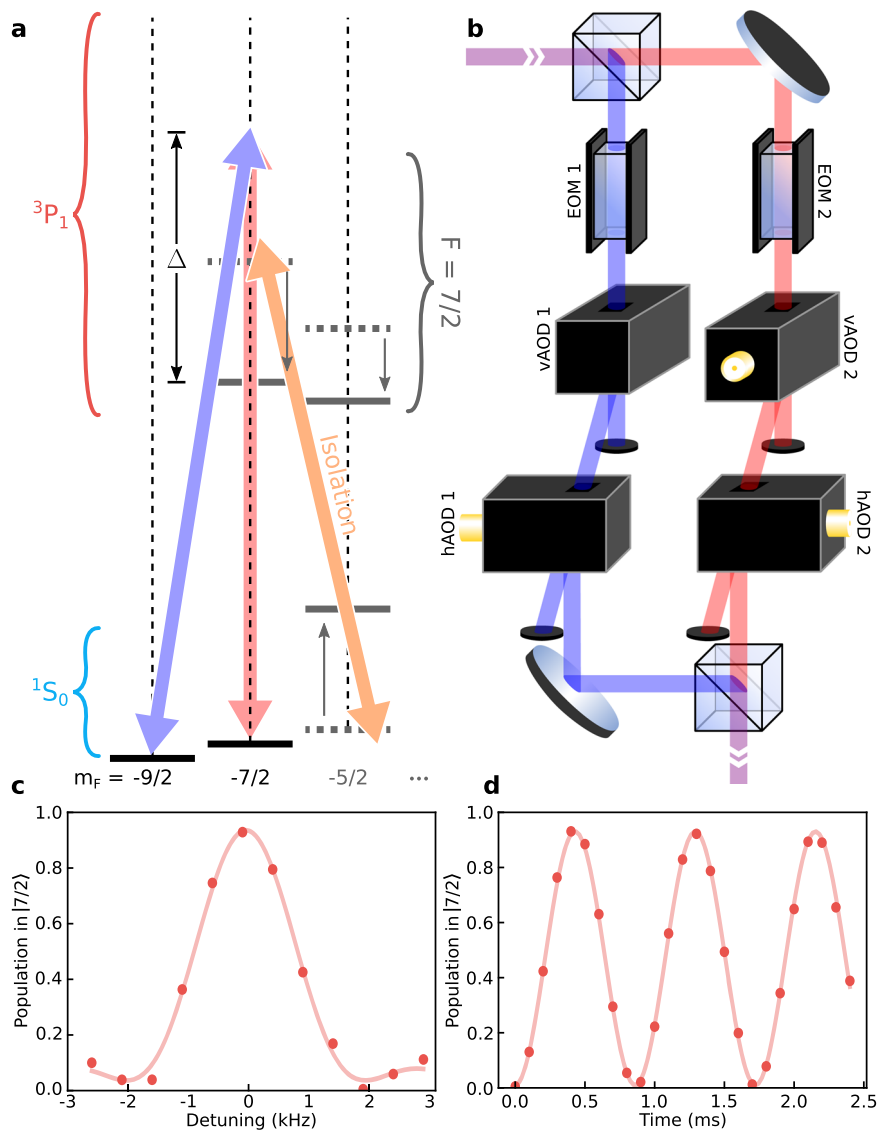 a
³P₁
Δ
F = 7/2
Isolation
¹S₀
m_F = -9/2 -7/2 -5/2 ...
b
EOM 1
EOM 2
vAOD 1
vAOD 2
hAOD 1
hAOD 2
c
Population in |7/2⟩
1.0
0.8
0.6
0.4
0.2
0.0
-3 -2 -1 0 1 2 3
Detuning (kHz)
d
Population in |7/2⟩
1.0
0.8
0.6
0.4
0.2
0.0
0.0 0.5 1.0 1.5 2.0 2.5
Time (ms)